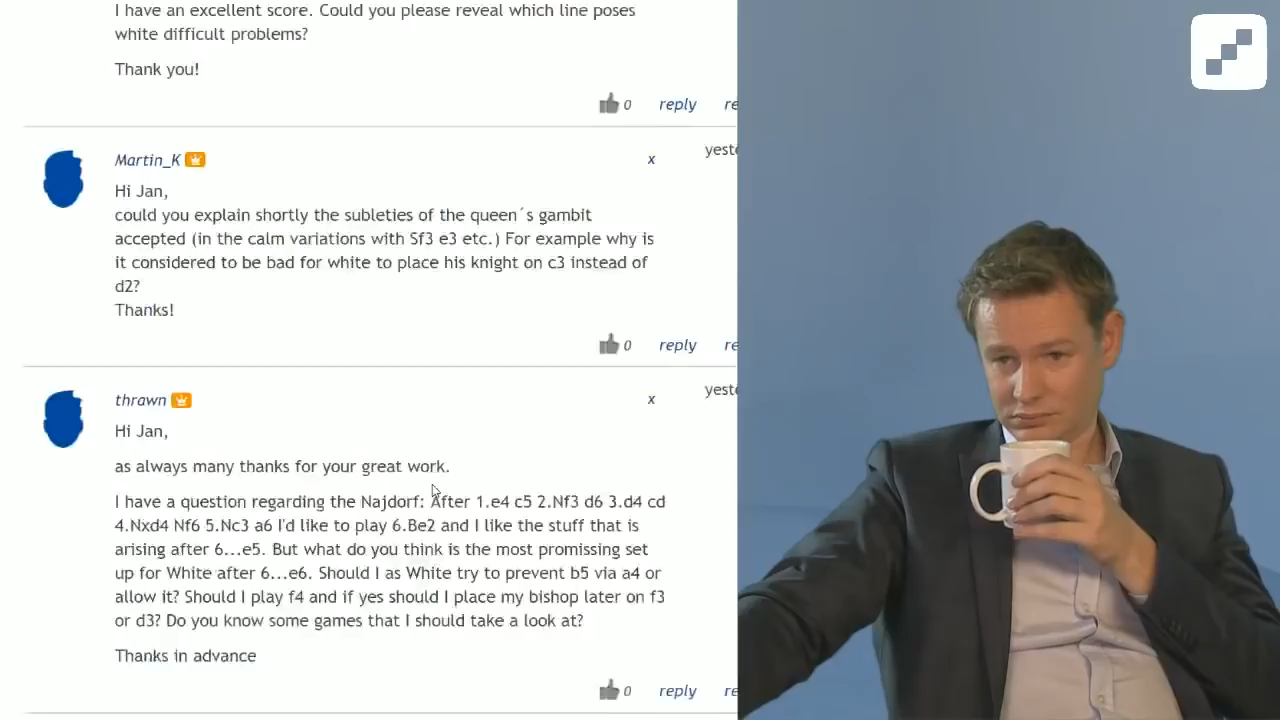 I have an excellent score. Could you please reveal which line poses
white difficult problems?
Thank you!
0 reply re
Martin_K x yeste
Hi Jan,
could you explain shortly the subleties of the queen´s gambit
accepted (in the calm variations with Sf3 e3 etc.) For example why is
it considered to be bad for white to place his knight on c3 instead of
d2?
Thanks!
0 reply re
thrawn x yeste
Hi Jan,
as always many thanks for your great work.
I have a question regarding the Najdorf: After 1.e4 c5 2.Nf3 d6 3.d4 cd
4.Nxd4 Nf6 5.Nc3 a6 I'd like to play 6.Be2 and I like the stuff that is
arising after 6...e5. But what do you think is the most promissing set
up for White after 6...e6. Should I as White try to prevent b5 via a4 or
allow it? Should I play f4 and if yes should I place my bishop later on f3
or d3? Do you know some games that I should take a look at?
Thanks in advance
0 reply re